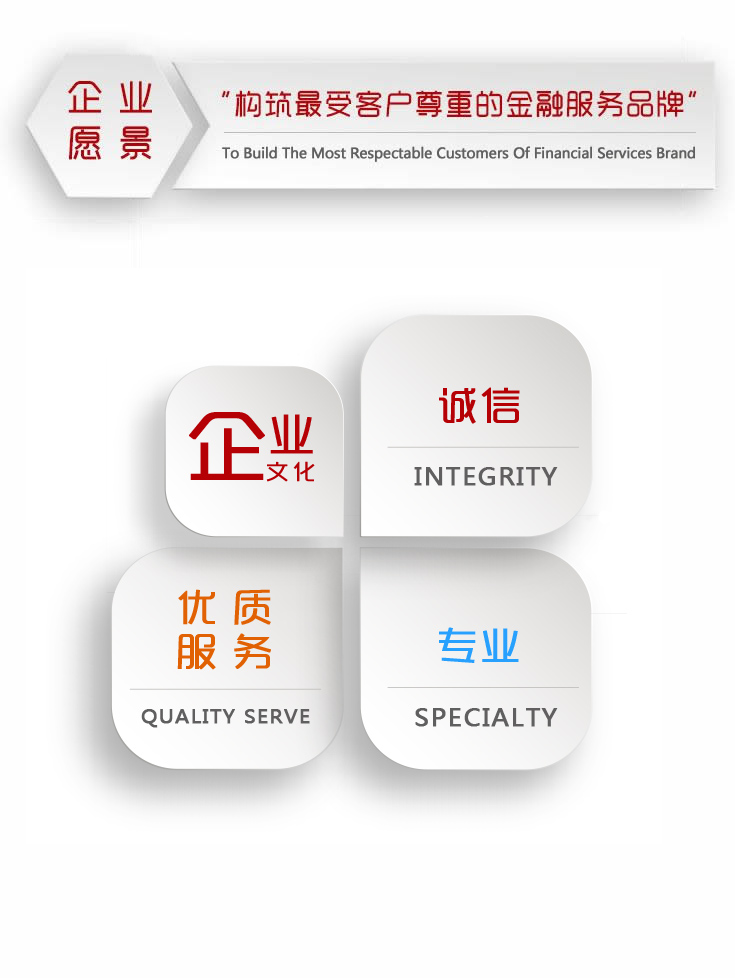 企业
愿景
“构筑最受客户尊重的金融服务品牌”
To Build The Most Respectable Customers Of Financial Services Brand
企业
文化
诚信
INTEGRITY
优质
服务
QUALITY SERVE
专业
SPECIALTY